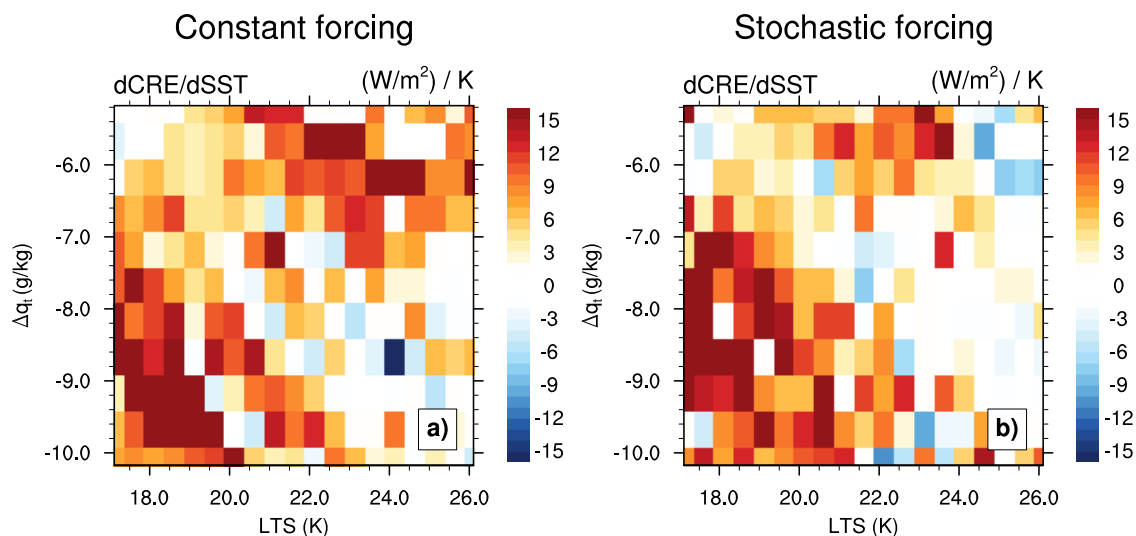 Constant forcing
dCRE/dSST (W/m²) / K
-6.0
-7.0
-8.0
-9.0
-10.0
Δqt (g/kg)
18.0 20.0 22.0 24.0 26.0
LTS (K)
a)
15
12
9
6
3
0
-3
-6
-9
-12
-15
Stochastic forcing
dCRE/dSST (W/m²) / K
-6.0
-7.0
-8.0
-9.0
-10.0
Δqt (g/kg)
18.0 20.0 22.0 24.0 26.0
LTS (K)
b)
15
12
9
6
3
0
-3
-6
-9
-12
-15